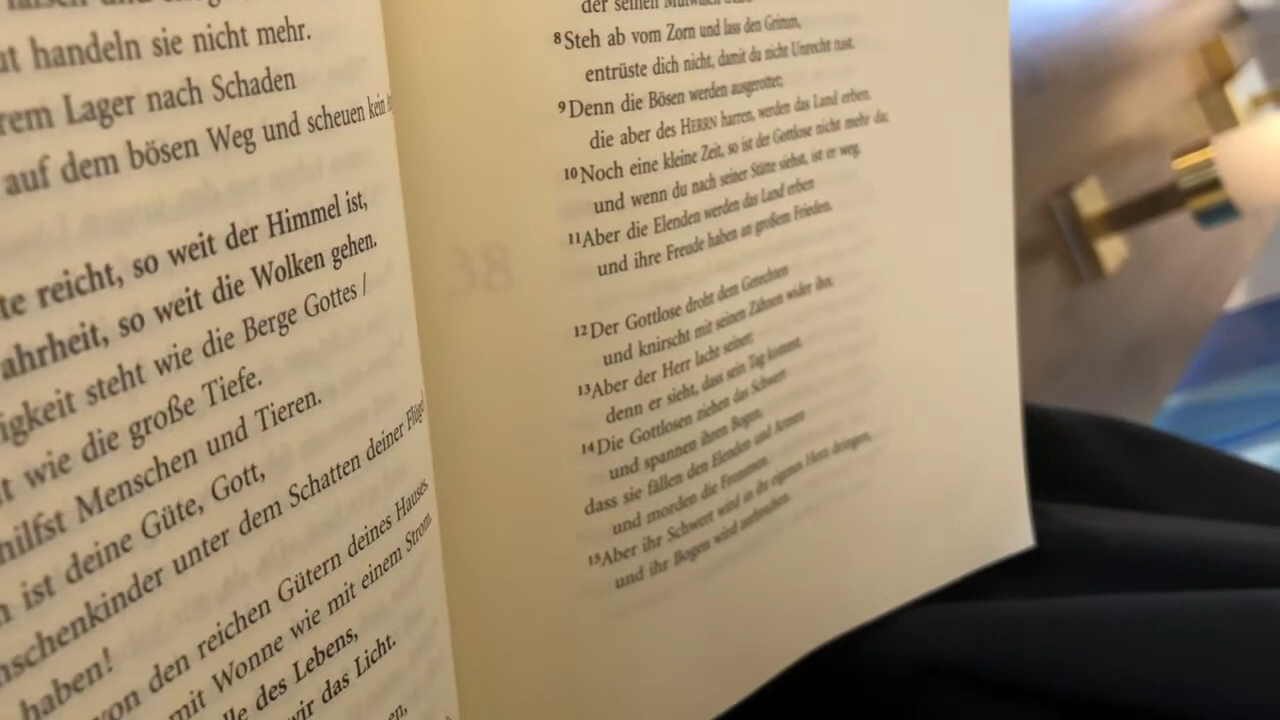 ut handeln sie nicht mehr.
rem Lager nach Schaden
auf dem bösen Weg und scheuen kein
te reicht, so weit der Himmel ist,
ahrheit, so weit die Wolken gehen.
igkeit steht wie die Berge Gottes /
t wie die große Tiefe.
hilfst Menschen und Tieren.
ist deine Güte, Gott,
nschenkinder unter dem Schatten deiner Flügel
haben!
von den reichen Gütern deines Hauses,
mit Wonne wie mit einem Strom.
lle des Lebens,
wir das Licht.
en,
der seinen
8 Steh ab vom Zorn und lass den Grimm,
entrüste dich nicht, damit du nicht Unrecht tust.
9 Denn die Bösen werden ausgerottet;
die aber des HERRN harren, werden das Land erben.
10 Noch eine kleine Zeit, so ist der Gottlose nicht mehr da;
und wenn du nach seiner Stätte siehst, ist er weg.
11 Aber die Elenden werden das Land erben
und ihre Freude haben an großem Frieden.
12 Der Gottlose droht dem Gerechten
und knirscht mit seinen Zähnen wider ihn.
13 Aber der Herr lacht seiner;
denn er sieht, dass sein Tag kommt.
14 Die Gottlosen ziehen das Schwert
und spannen ihren Bogen,
dass sie fällen den Elenden und Armen
und morden die Frommen.
15 Aber ihr Schwert wird in ihr eigenes Herz dringen,
und ihr Bogen wird zerbrechen.